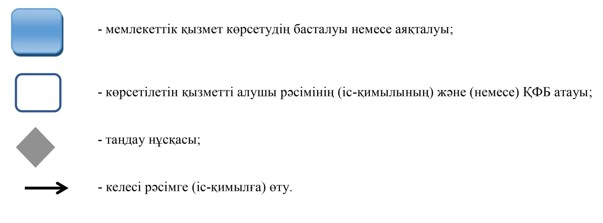 - мемлекеттік қызмет көрсетудің басталуы немесе аяқталуы;
- көрсетілетін қызметті алушы рәсімінің (іс-қимылының) және (немесе) ҚФБ атауы;
- таңдау нұсқасы;
- келесі рәсімге (іс-қимылға) өту.